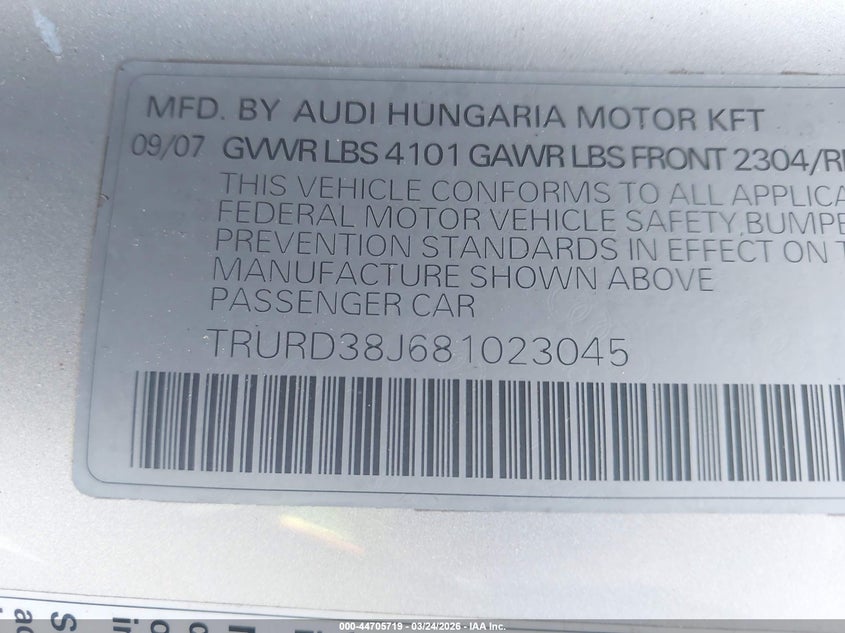 MFD. BY AUDI HUNGARIA MOTOR KFT
09/07 GVWR LBS 4101 GAWR LBS FRONT 2304/
THIS VEHICLE CONFORMS TO ALL
FEDERAL MOTOR VEHICLE SAFETY,
PREVENTION STANDARDS IN EFFECT ON
MANUFACTURE SHOWN ABOVE
PASSENGER CAR
TRURD38J681023045
000-44705719 - 03/24/2026 - IAA Inc.